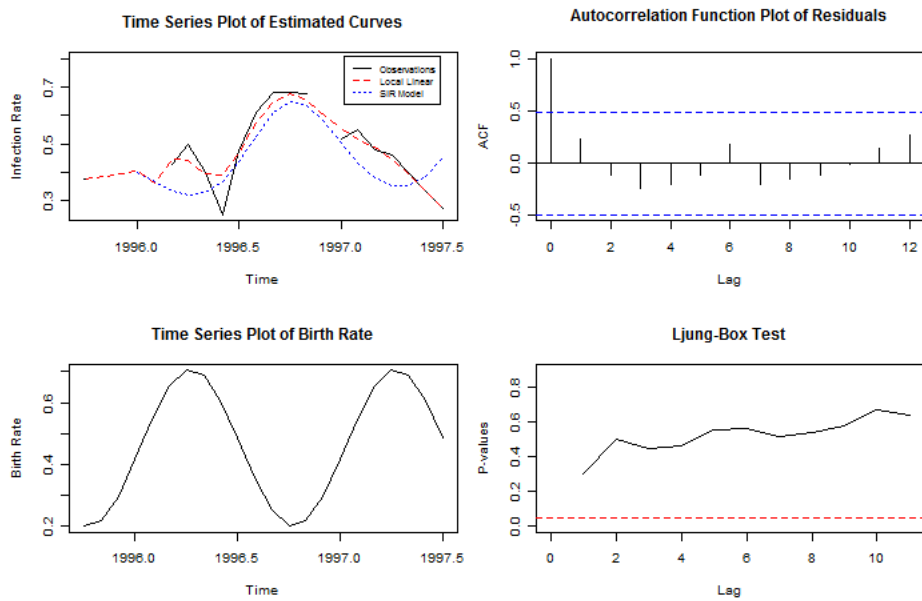 Time Series Plot of Estimated Curves
Infection Rate
0.3
0.5
0.7
Observations
Local Linear
SIR Model
1996.0
1996.5
1997.0
1997.5
Time
Autocorrelation Function Plot of Residuals
ACF
1.0
0.5
0.0
-0.5
0
2
4
6
8
10
12
Lag
Time Series Plot of Birth Rate
Birth Rate
0.6
0.4
0.2
1996.0
1996.5
1997.0
1997.5
Time
Ljung-Box Test
P-values
0.8
0.6
0.4
0.2
0.0
0
2
4
6
8
10
Lag